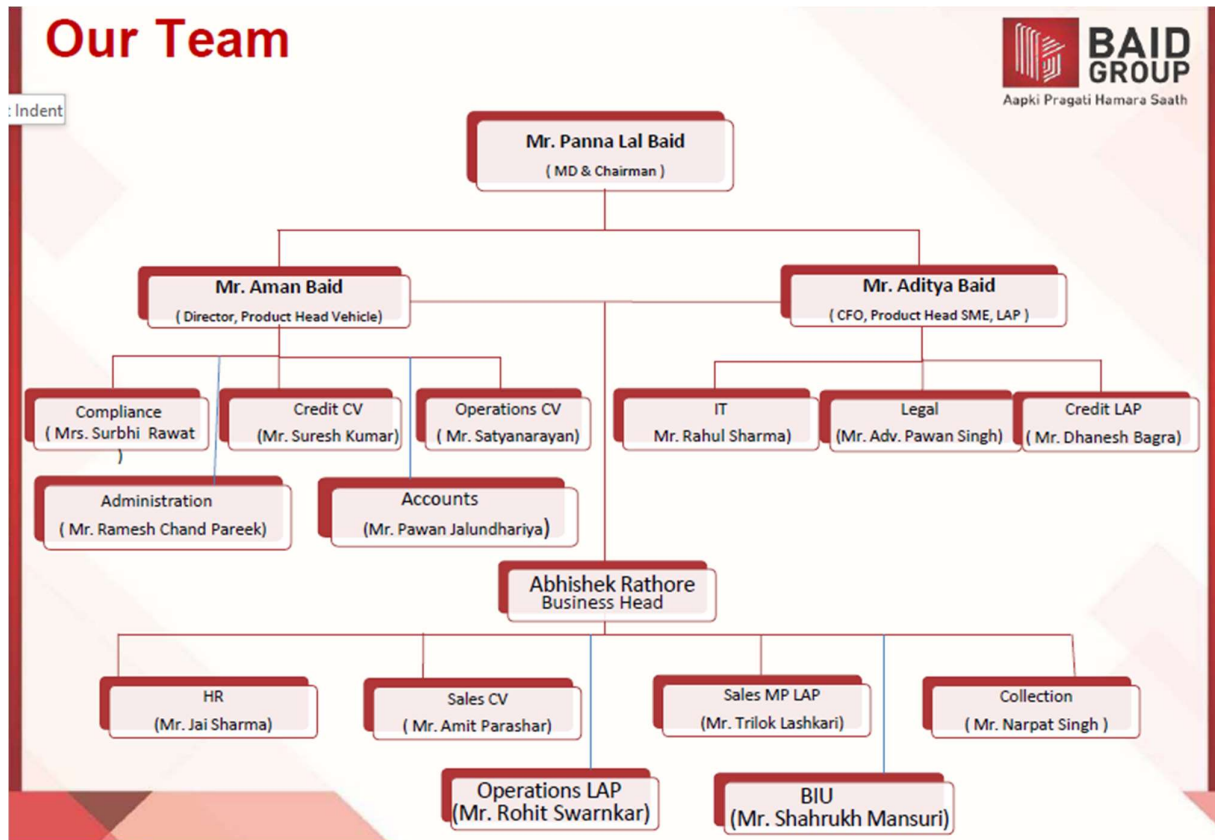 Our Team
BAID
GROUP
Aapki Pragati Hamara Saath
: Indent
Mr. Panna Lal Baid
( MD & Chairman )
Mr. Aman Baid
( Director, Product Head Vehicle)
Mr. Aditya Baid
( CFO, Product Head SME, LAP )
Compliance
( Mrs. Surbhi Rawat
)
Credit CV
(Mr. Suresh Kumar)
Operations CV
( Mr. Satyanarayan)
IT
Mr. Rahul Sharma)
Legal
(Mr. Adv. Pawan Singh)
Credit LAP
( Mr. Dhanesh Bagra)
Administration
( Mr. Ramesh Chand Pareek)
Accounts
(Mr. Pawan Jalundhariya)
Abhishek Rathore
Business Head
HR
(Mr. Jai Sharma)
Sales CV
( Mr. Amit Parashar)
Sales MP LAP
(Mr. Trilok Lashkari)
Collection
( Mr. Narpat Singh )
Operations LAP
(Mr. Rohit Swarnkar)
BIU
(Mr. Shahrukh Mansuri)